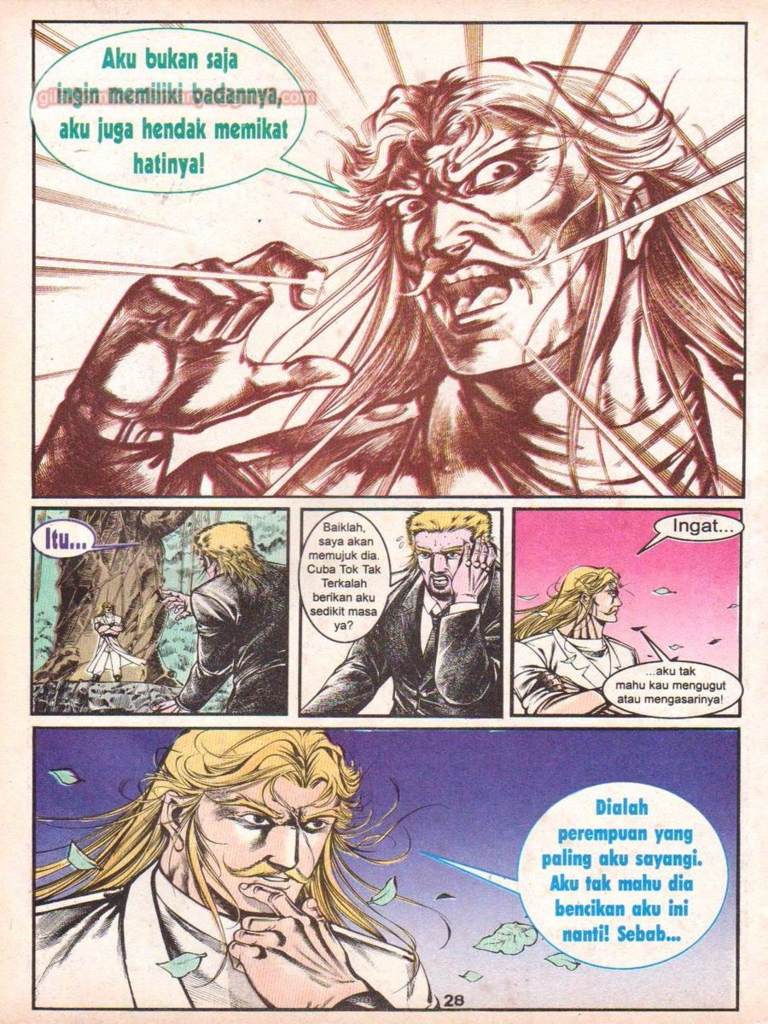 Aku bukan saja
ingin memiliki badannya,
aku juga hendak memikat
hatinya!
Itu...
Baiklah,
saya akan
memujuk dia.
Cuba Tok Tak
Terkalah
berikan aku
sedikit masa
ya?
Ingat...
...aku tak
mahu kau mengugut
atau mengasarinya!
Dialah
perempuan yang
paling aku sayangi.
Aku tak mahu dia
bencikan aku ini
nanti! Sebab...
28